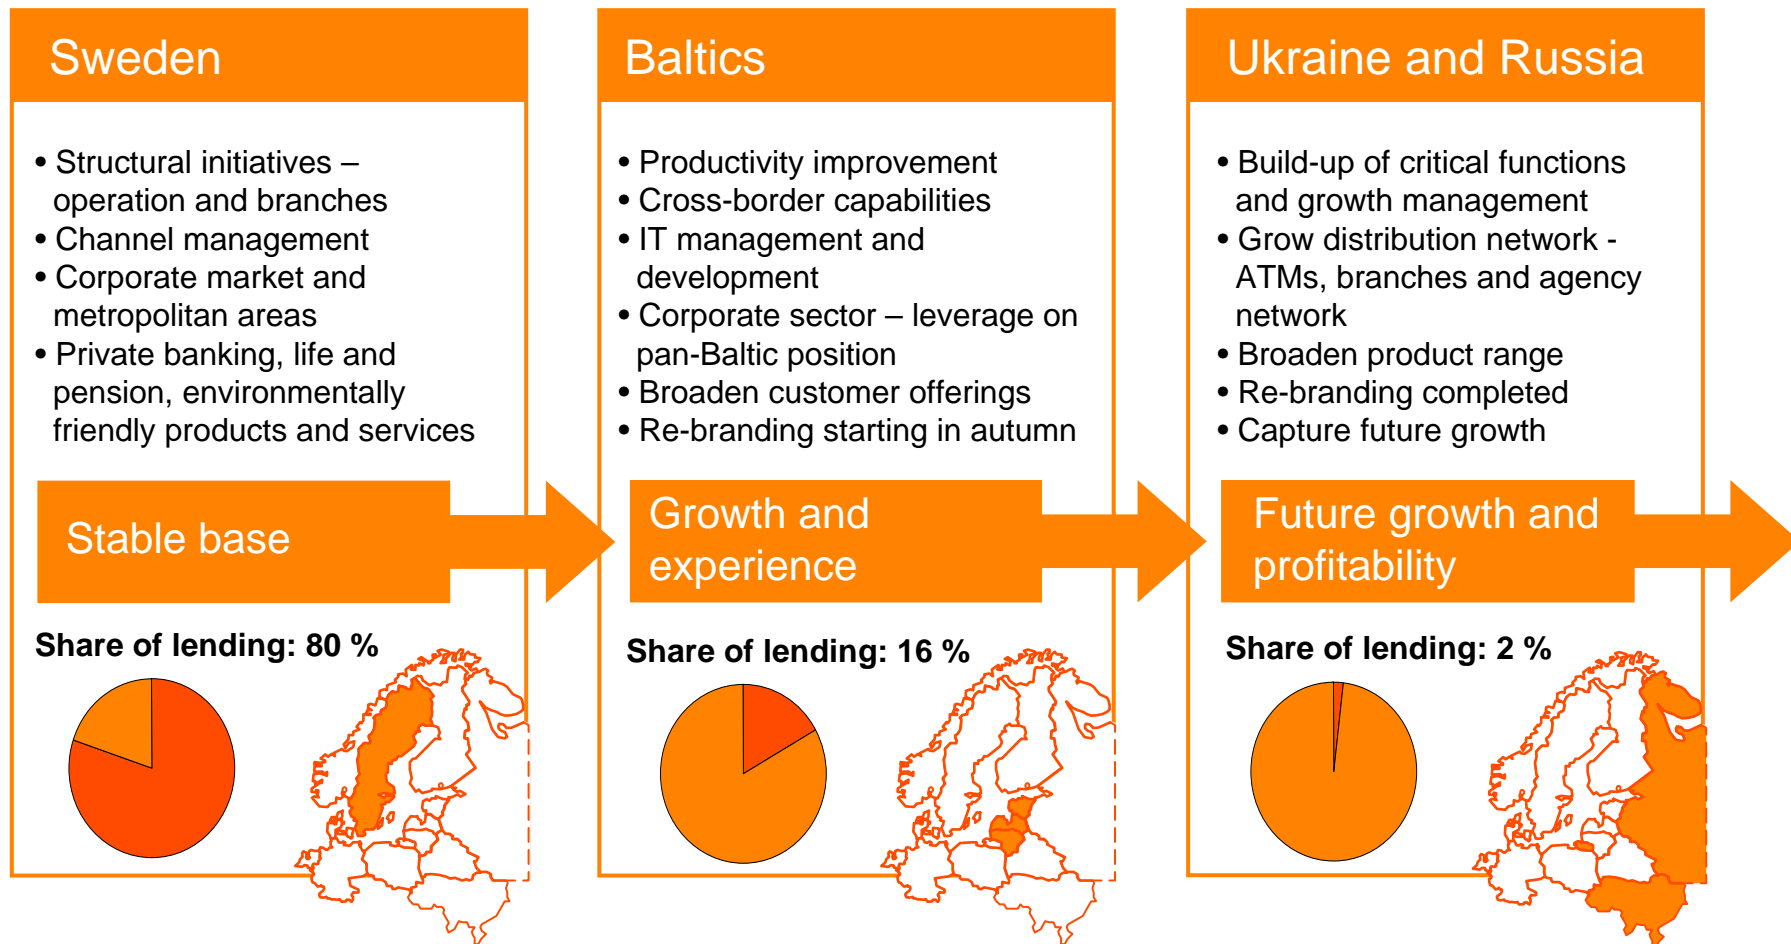 Sweden
• Structural initiatives –
operation and branches
• Channel management
• Corporate market and
metropolitan areas
• Private banking, life and
pension, environmentally
friendly products and services
Stable base
Share of lending: 80 %
Baltics
• Productivity improvement
• Cross-border capabilities
• IT management and
development
• Corporate sector – leverage on
pan-Baltic position
• Broaden customer offerings
• Re-branding starting in autumn
Growth and
experience
Share of lending: 16 %
Ukraine and Russia
• Build-up of critical functions
and growth management
• Grow distribution network -
ATMs, branches and agency
network
• Broaden product range
• Re-branding completed
• Capture future growth
Future growth and
profitability
Share of lending: 2 %